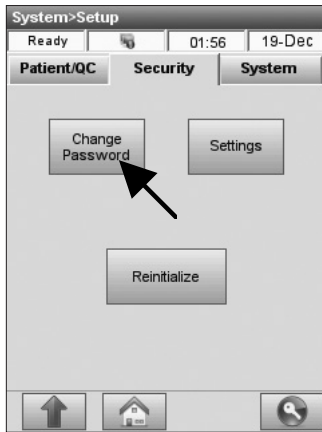 System>Setup
Ready 01:56 19-Dec
Patient/QC Security System
Change
Password
Settings
Reinitialize